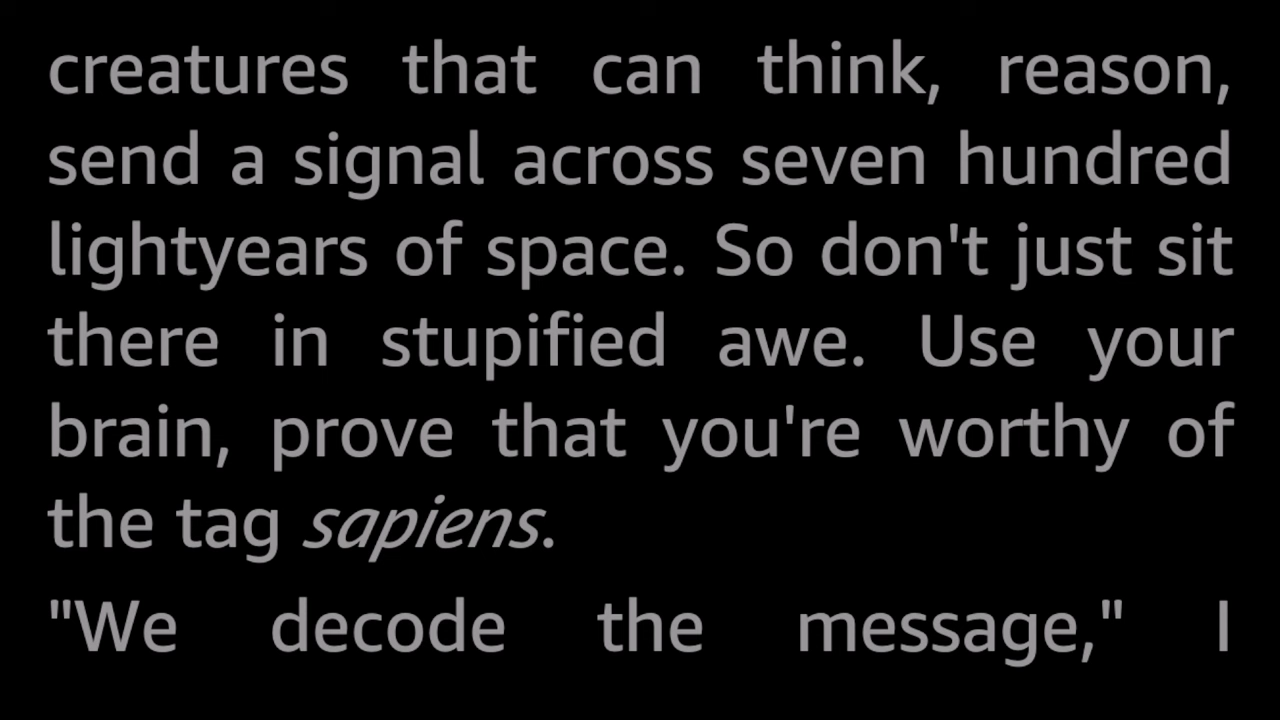 creatures that can think, reason,
send a signal across seven hundred
lightyears of space. So don't just sit
there in stupified awe. Use your
brain, prove that you're worthy of
the tag sapiens.
"We decode the message," I